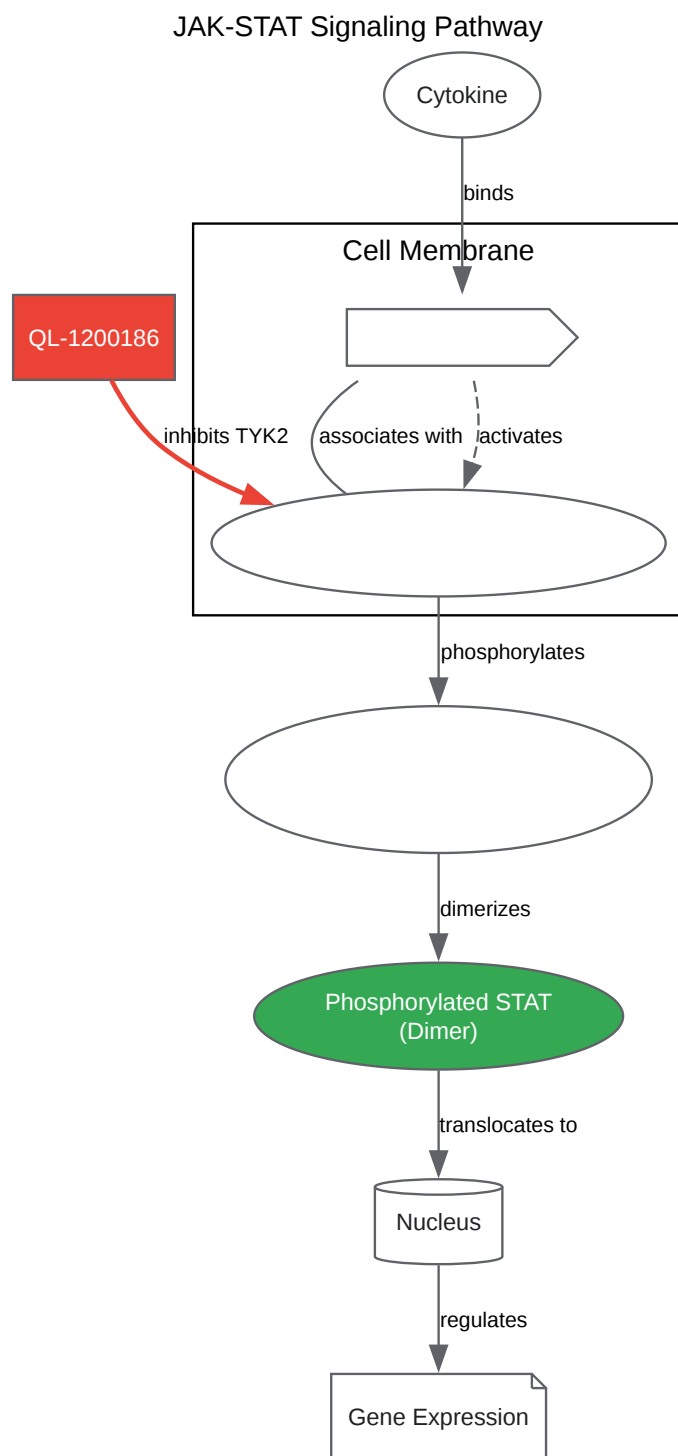 JAK-STAT Signaling Pathway
Cytokine
binds
Cell Membrane
QL-1200186
inhibits TYK2
associates with
activates
phosphorylates
dimerizes
Phosphorylated STAT
(Dimer)
translocates to
Nucleus
regulates
Gene Expression